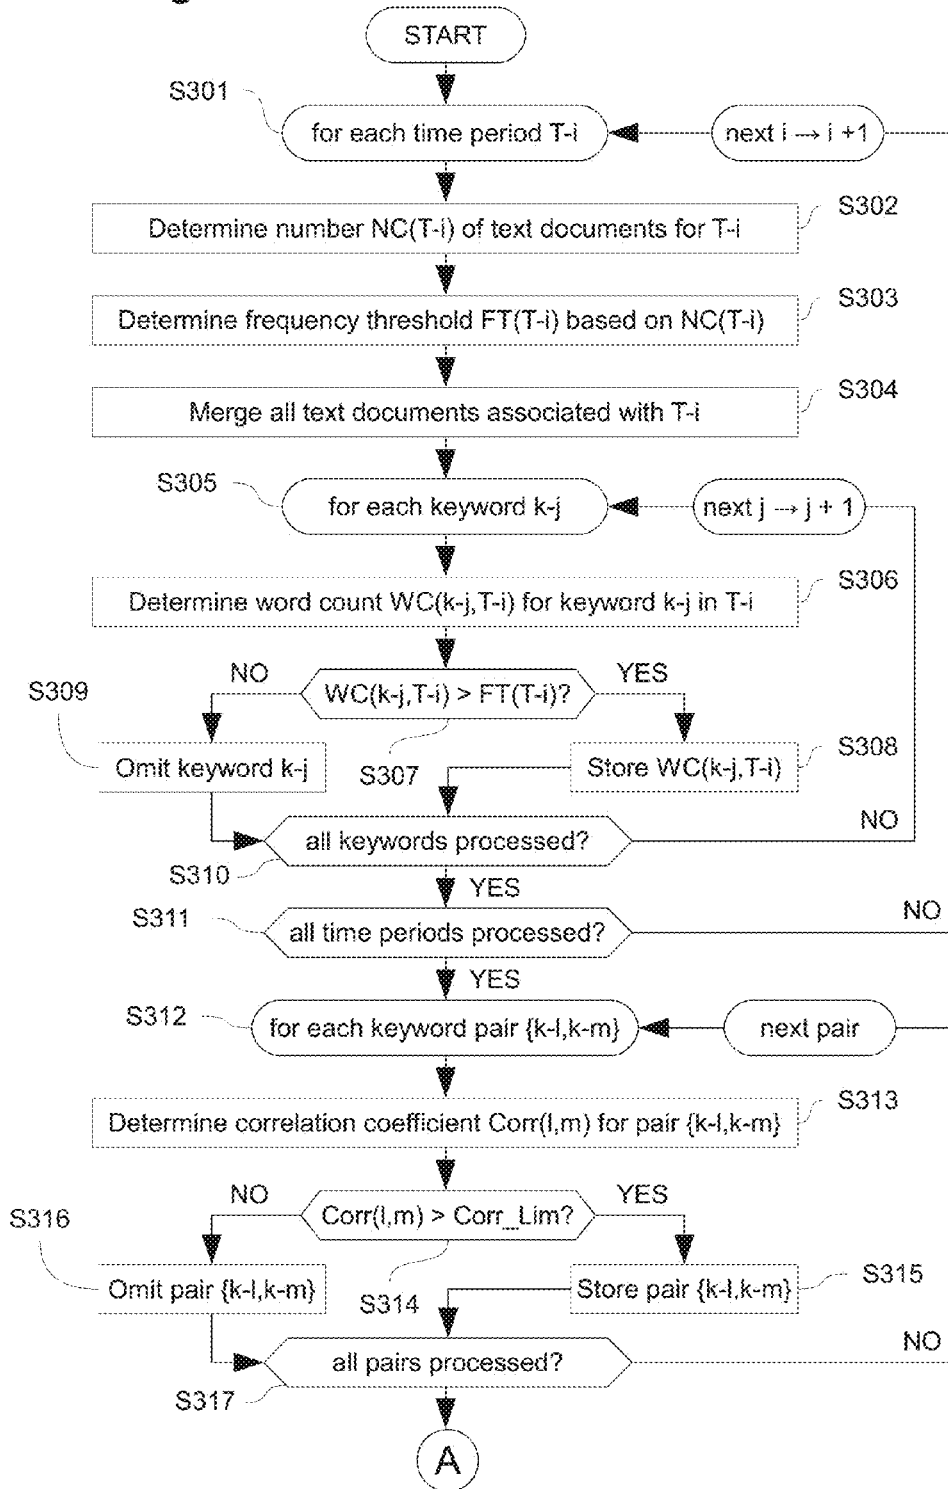 START
S301
for each time period T-i
next i → i +1
S302
Determine number NC(T-i) of text documents for T-i
S303
Determine frequency threshold FT(T-i) based on NC(T-i)
S304
Merge all text documents associated with T-i
S305
for each keyword k-j
next j → j + 1
S306
Determine word count WC(k-j,T-i) for keyword k-j in T-i
NO
YES
S309
WC(k-j,T-i) > FT(T-i)?
S308
Omit keyword k-j
S307
Store WC(k-j,T-i)
NO
all keywords processed?
S310
YES
S311
NO
all time periods processed?
YES
S312
for each keyword pair {k-l,k-m}
next pair
S313
Determine correlation coefficient Corr(l,m) for pair {k-l,k-m}
NO
YES
S316
Corr(l,m) > Corr_Lim?
S315
Omit pair {k-l,k-m}
S314
Store pair {k-l,k-m}
NO
all pairs processed?
S317
A